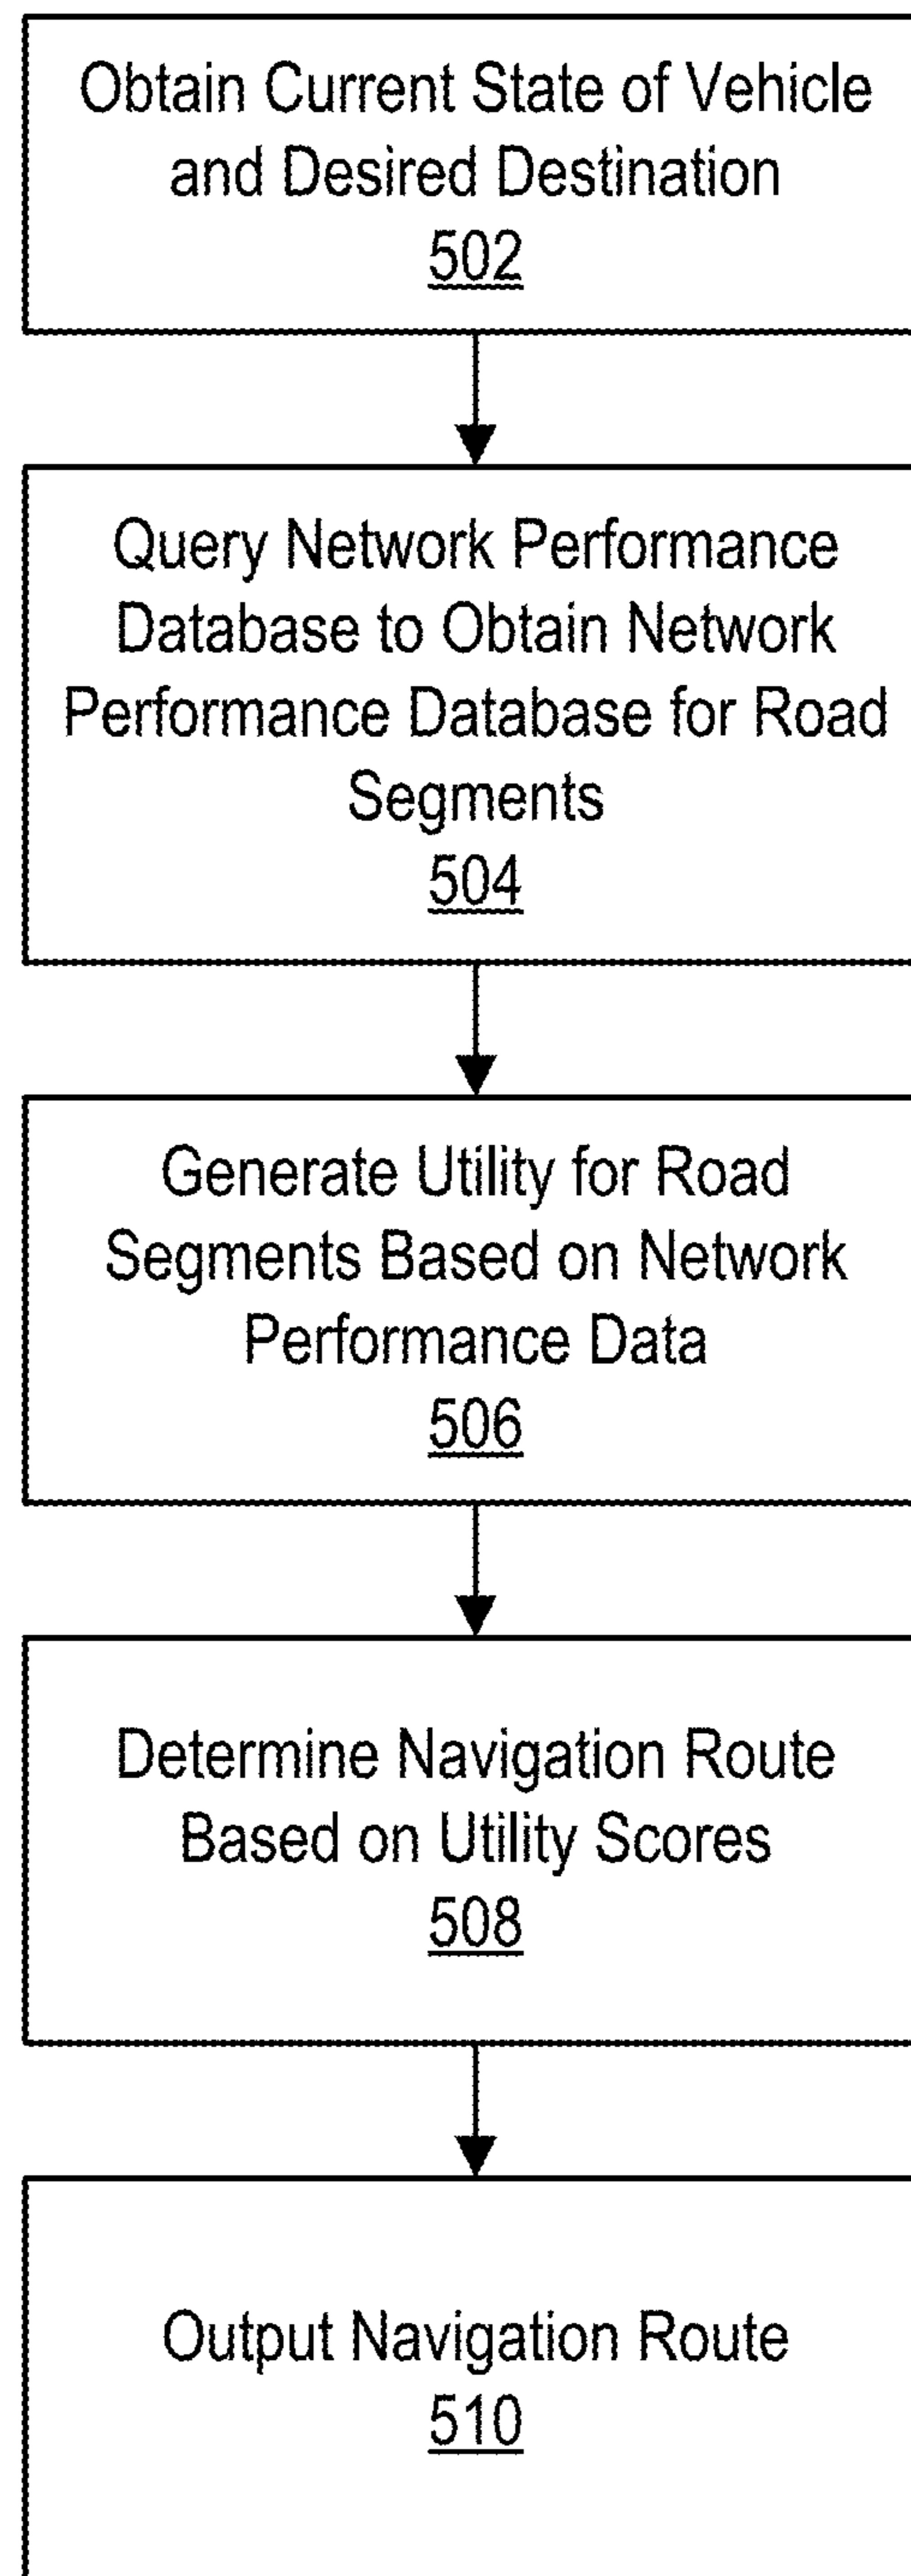 Obtain Current State of Vehicle
and Desired Destination
502
Query Network Performance
Database to Obtain Network
Performance Database for Road
Segments
504
Generate Utility for Road
Segments Based on Network
Performance Data
506
Determine Navigation Route
Based on Utility Scores
508
Output Navigation Route
510